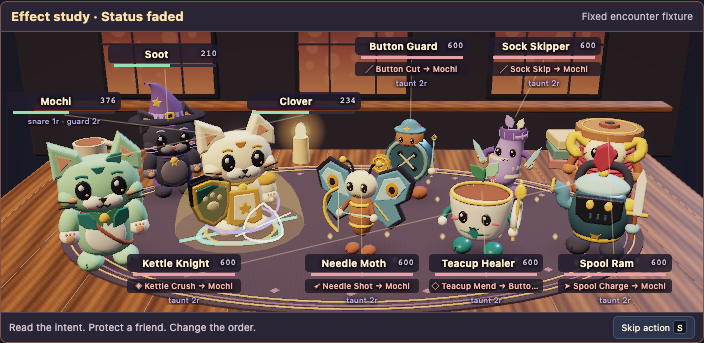 Effect study · Status faded
Fixed encounter fixture
Soot 210
Button Guard 600
Button Cut → Mochi
taunt 2r
Sock Skipper 600
Sock Skip → Mochi
taunt 2r
Mochi 376
snare 1r · guard 2r
Clover 234
Kettle Knight 600
Kettle Crush → Mochi
taunt 2r
Needle Moth 600
Needle Shot → Mochi
taunt 2r
Teacup Healer 600
Teacup Mend → Butto…
taunt 2r
Spool Ram 600
Spool Charge → Mochi
taunt 2r
Read the intent. Protect a friend. Change the order.
Skip action S